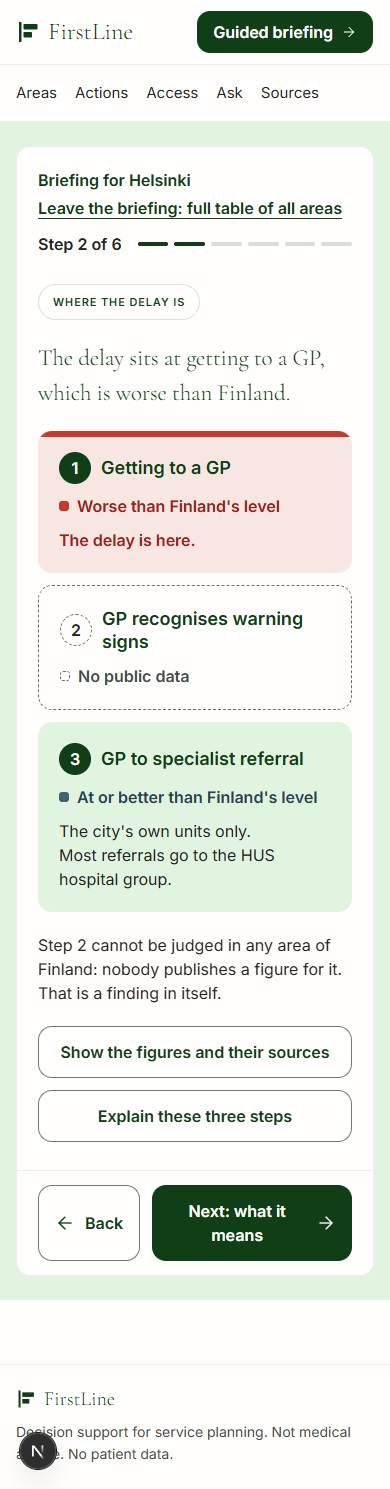 FirstLine
Guided briefing →
Areas Actions Access Ask Sources
Briefing for Helsinki
Leave the briefing: full table of all areas
Step 2 of 6
WHERE THE DELAY IS
The delay sits at getting to a GP,
which is worse than Finland.
1 Getting to a GP
Worse than Finland's level
The delay is here.
2 GP recognises warning
signs
No public data
3 GP to specialist referral
At or better than Finland's level
The city's own units only.
Most referrals go to the HUS
hospital group.
Step 2 cannot be judged in any area of
Finland: nobody publishes a figure for it.
That is a finding in itself.
Show the figures and their sources
Explain these three steps
← Back
Next: what it
means →
FirstLine
Decision support for service planning. Not medical
No patient data.
N